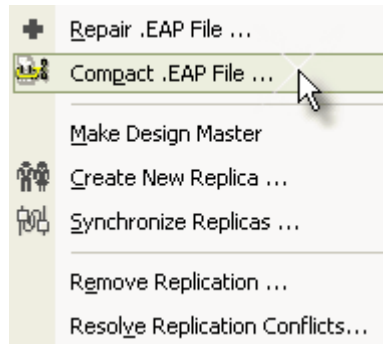 Repair .EAP File ...
Compact .EAP File ...
Make Design Master
Create New Replica ...
Synchronize Replicas ...
Remove Replication ...
Resolve Replication Conflicts...